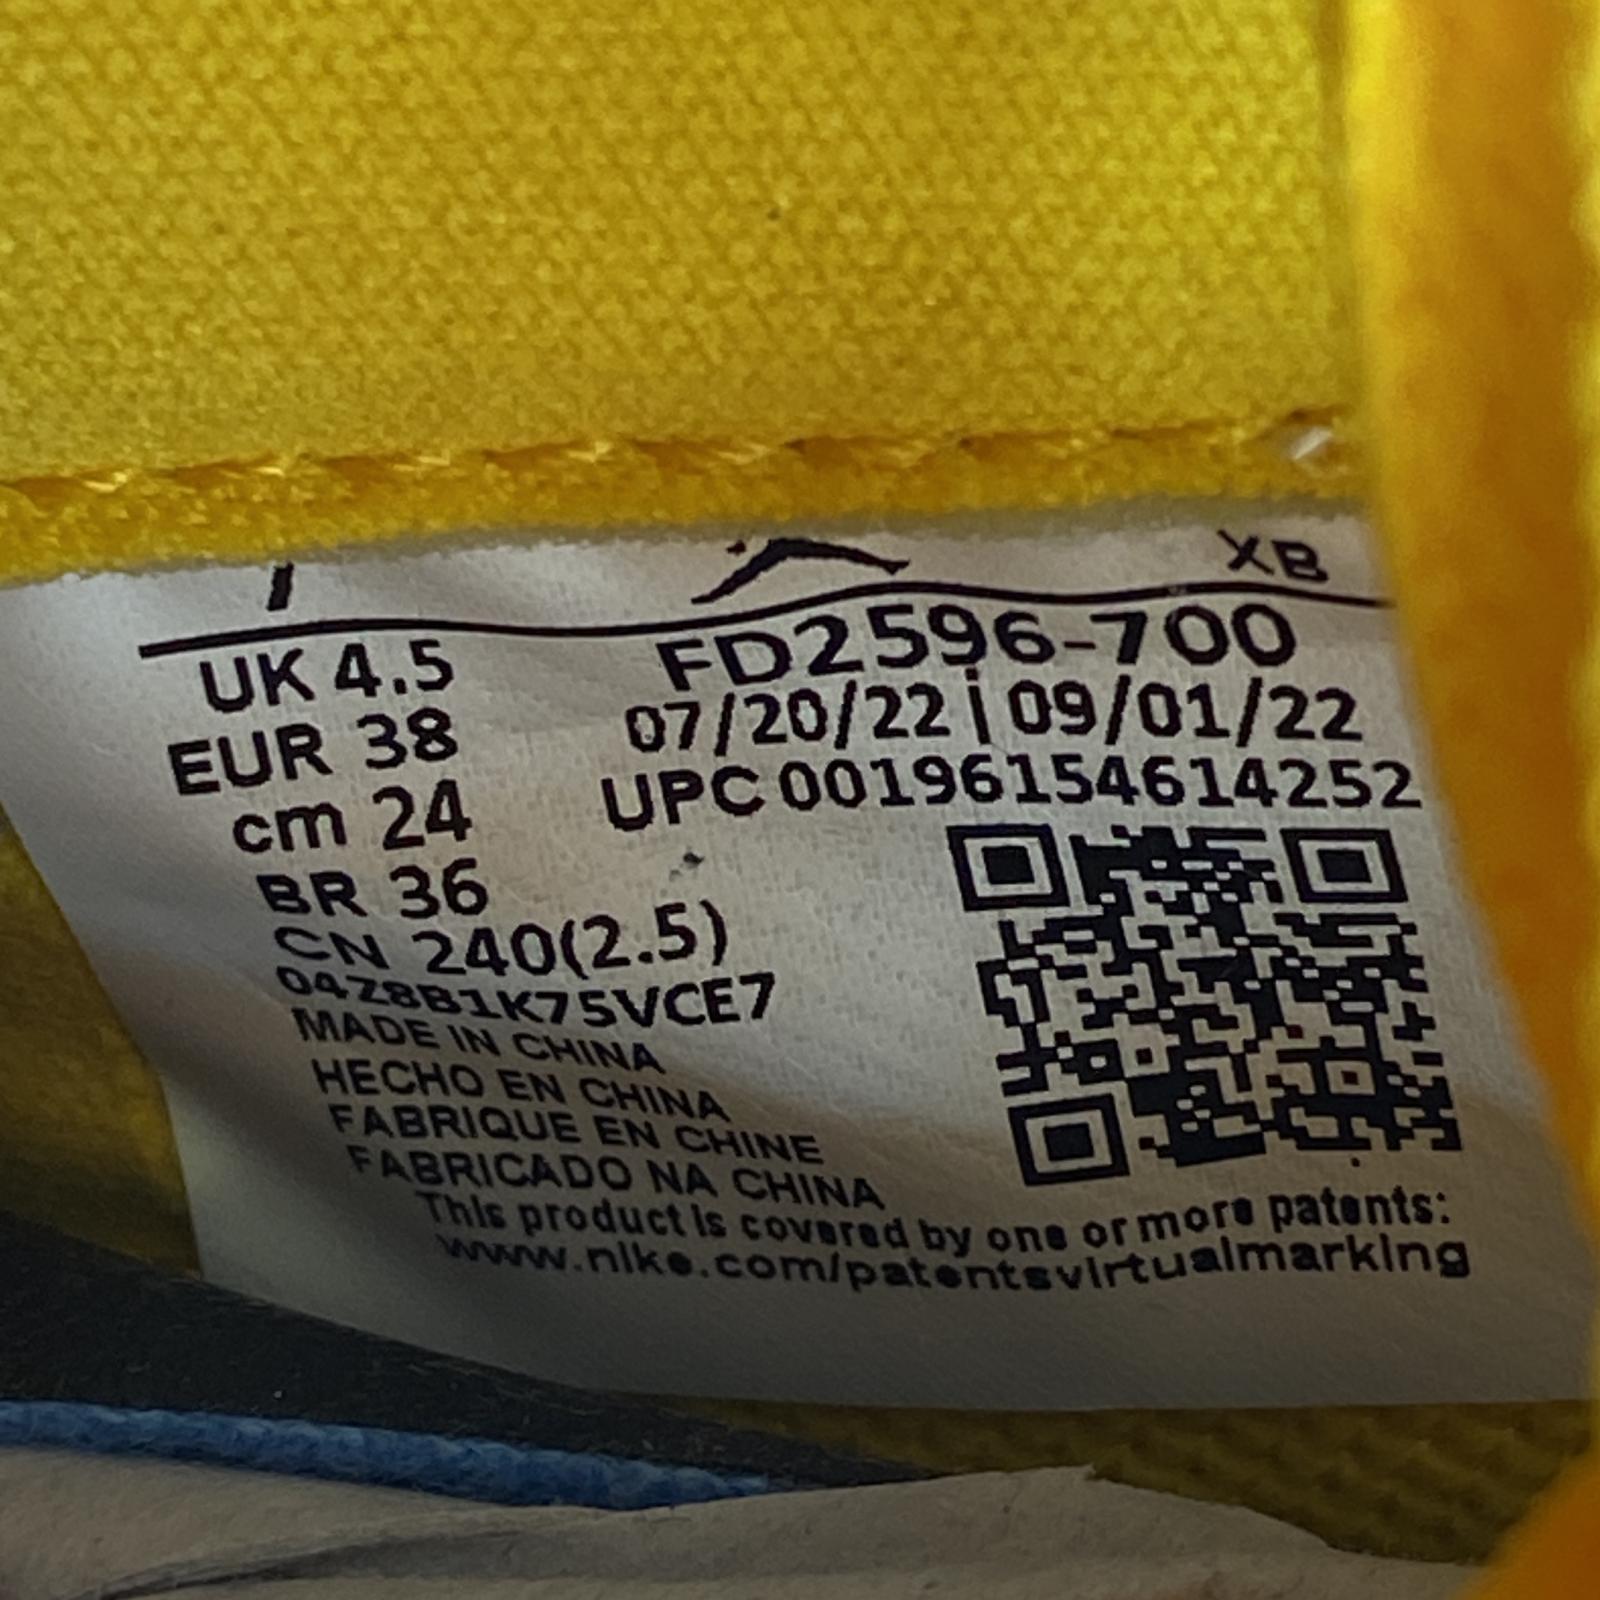 XB
UK 4.5
EUR 38
cm 24
BR 36
CN 240(2.5)
04Z8B1K75VCE7
MADE IN CHINA
HECHO EN CHINA
FABRIQUE EN CHINE
FABRICADO NA CHINA
FD2596-700
07/20/22 | 09/01/22
UPC 00196154614252
This product is covered by one or more patents:
www.nike.com/patentsvirtualmarking